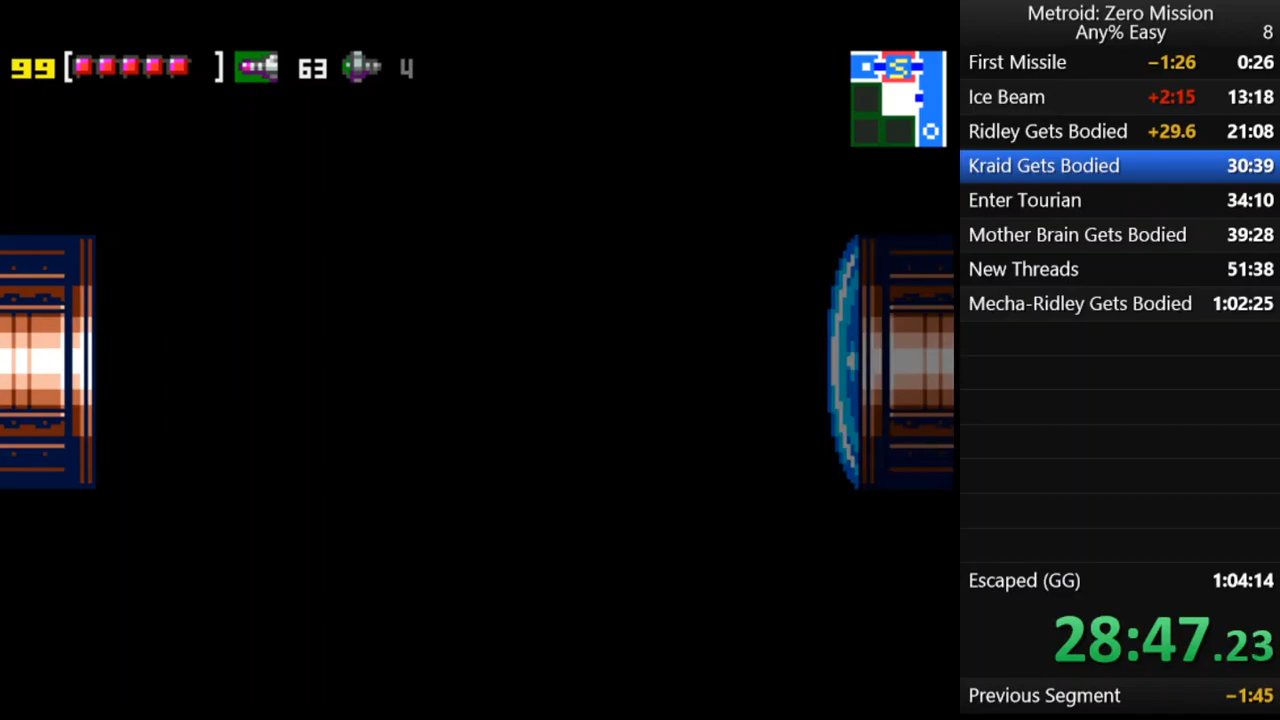 99 [ ] 63 4
S
Metroid: Zero Mission
Any% Easy 8
First Missile −1:26 0:26
Ice Beam +2:15 13:18
Ridley Gets Bodied +29.6 21:08
Kraid Gets Bodied 30:39
Enter Tourian 34:10
Mother Brain Gets Bodied 39:28
New Threads 51:38
Mecha-Ridley Gets Bodied 1:02:25
Escaped (GG) 1:04:14
28:47.23
Previous Segment −1:45